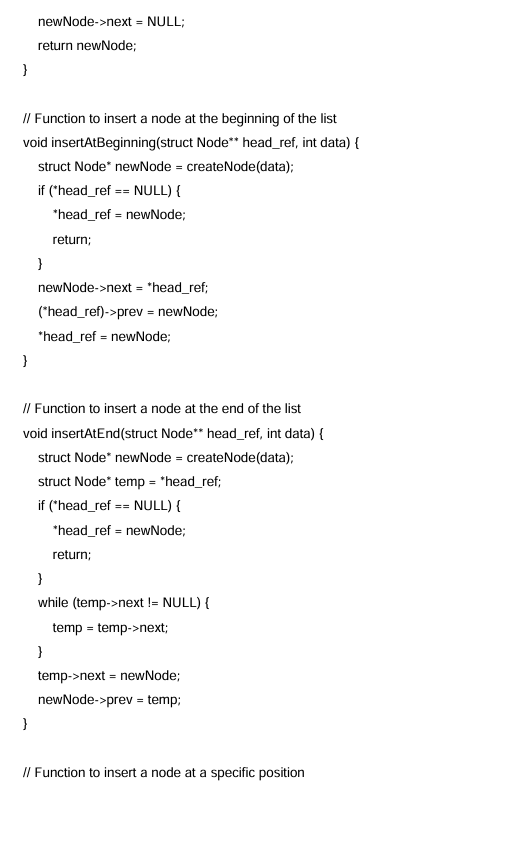 newNode->next = NULL;
return newNode;
}
// Function to insert a node at the beginning of the list
void insertAtBeginning(struct Node** head_ref, int data) {
struct Node* newNode = createNode(data);
if (*head_ref == NULL) {
*head_ref = newNode;
return;
}
newNode->next = *head_ref;
(*head_ref)->prev = newNode;
*head_ref = newNode;
}
// Function to insert a node at the end of the list
void insertAtEnd(struct Node** head_ref, int data) {
struct Node* newNode = createNode(data);
struct Node* temp = *head_ref;
if (*head_ref == NULL) {
*head_ref = newNode;
return;
}
while (temp->next != NULL) {
temp = temp->next;
}
temp->next = newNode;
newNode->prev = temp;
}
// Function to insert a node at a specific position